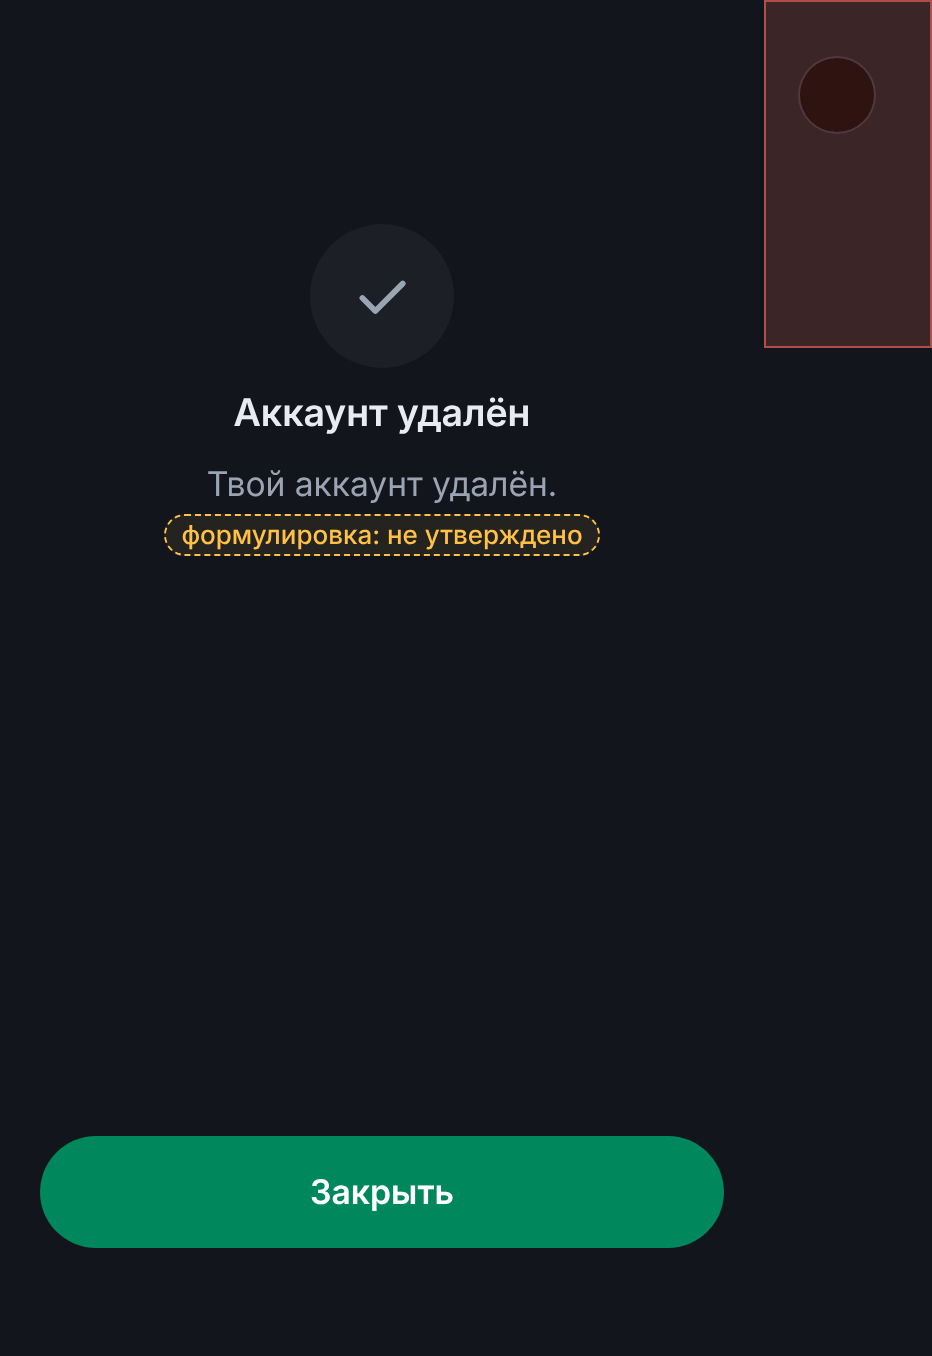 Аккаунт удалён
Твой аккаунт удалён.
формулировка: не утверждено
Закрыть